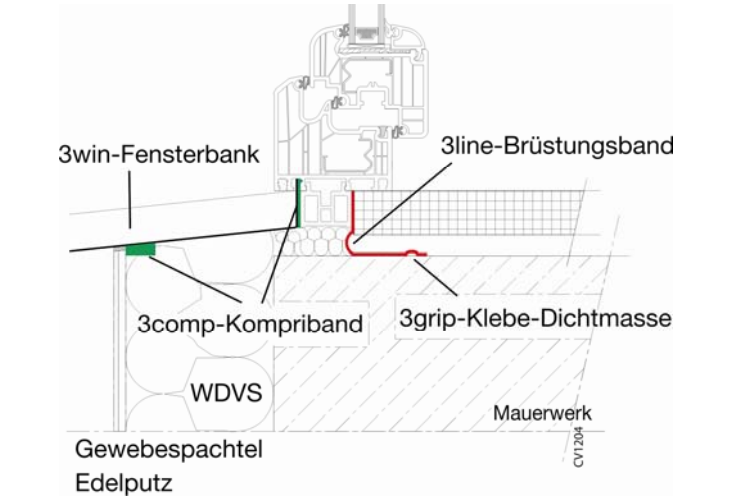 3win-Fensterbank
3line-Brüstungsband
3comp-Kompriband
3grip-Klebe-Dichtmasse
WDVS
Mauerwerk
CV1204
Gewebespachtel
Edelputz